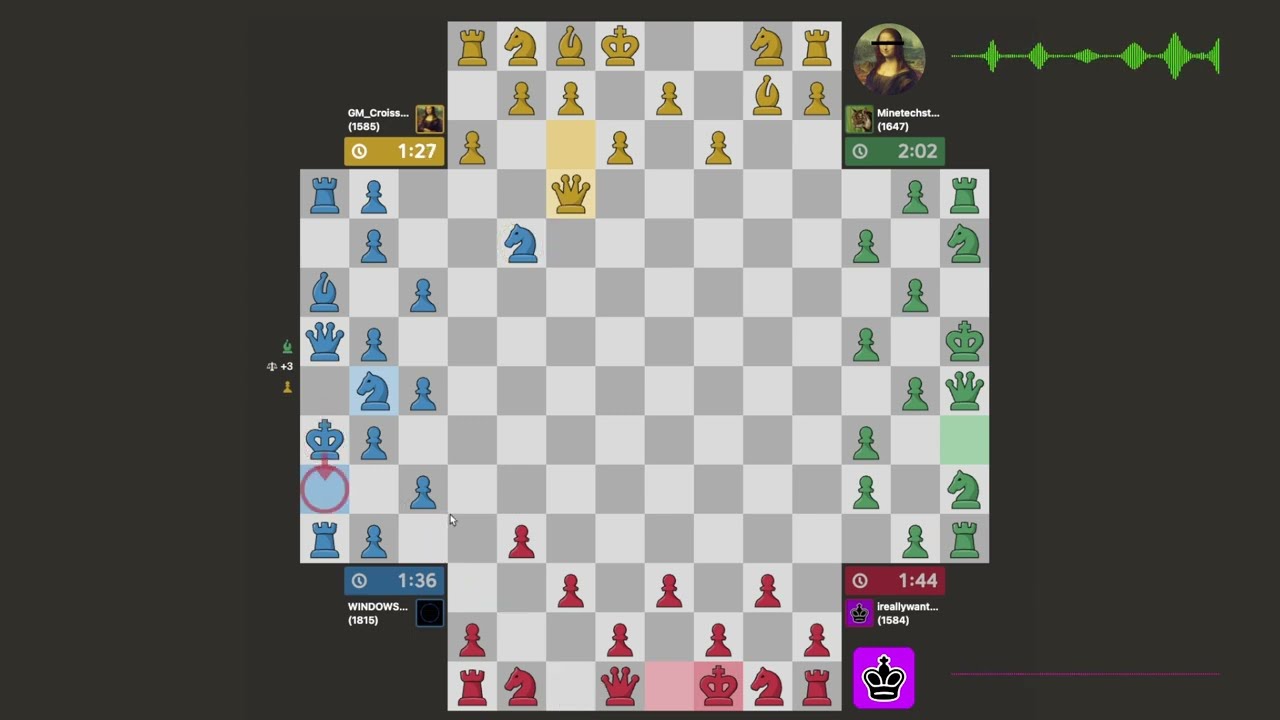 GM_Croiss...
(1585)
1:27
Minetechst...
(1647)
2:02
+3
1:36
WINDOWS...
(1815)
1:44
ireallywant...
(1584)